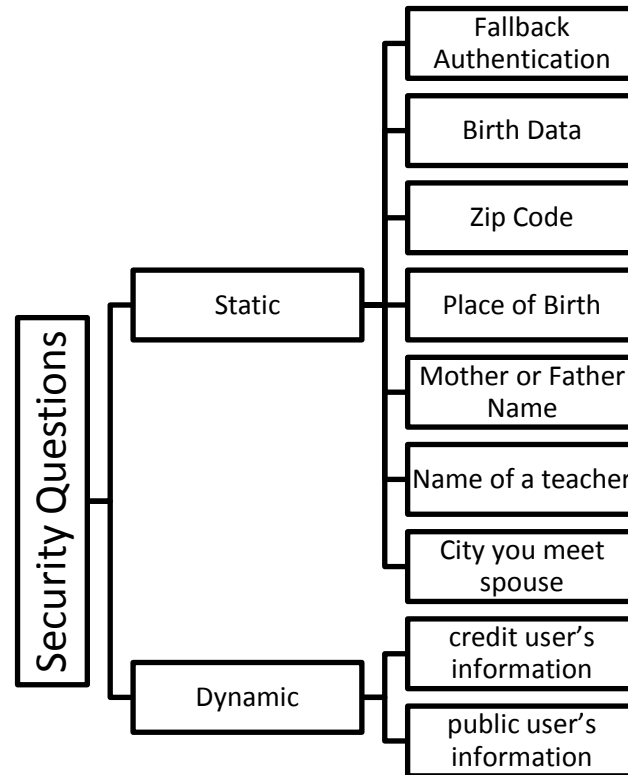 Security Questions
Static
Fallback
Authentication
Birth Data
Zip Code
Place of Birth
Mother or Father
Name
Name of a teacher
City you meet
spouse
Dynamic
credit user's
information
public user's
information